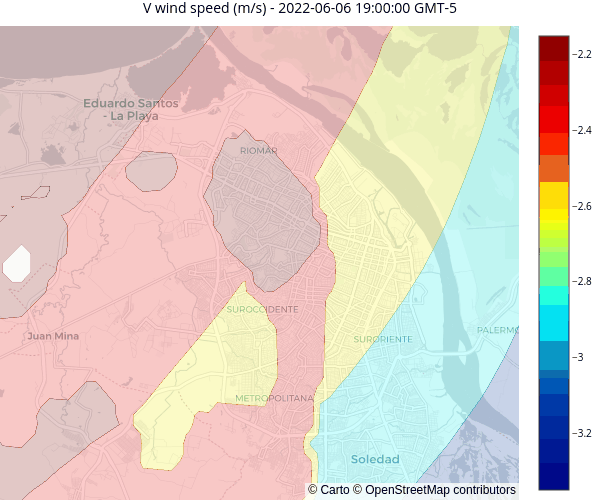 V wind speed (m/s) - 2022-06-06 19:00:00 GMT-5
Eduardo Santos
- La Playa
RIOMAR
SUROCCIDENTE
Juan Mina
SURORIENTE
PALERMO
METROPOLITANA
Soledad
© Carto © OpenStreetMap contributors
−2.2
−2.4
−2.6
−2.8
−3
−3.2